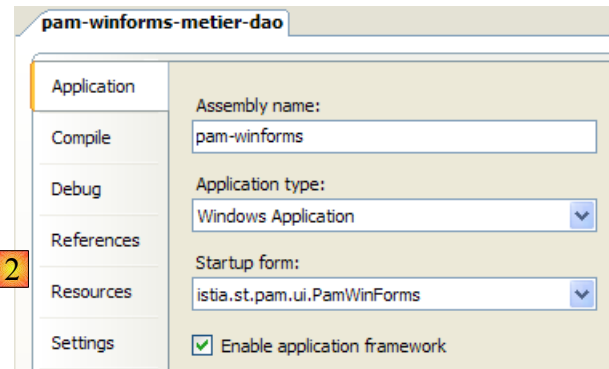 pam-winforms-metier-dao
Application
Compile
Debug
References
Resources
Settings
Assembly name:
pam-winforms
Application type:
Windows Application
Startup form:
istia.st.pam.ui.PamWinForms
Enable application framework
2